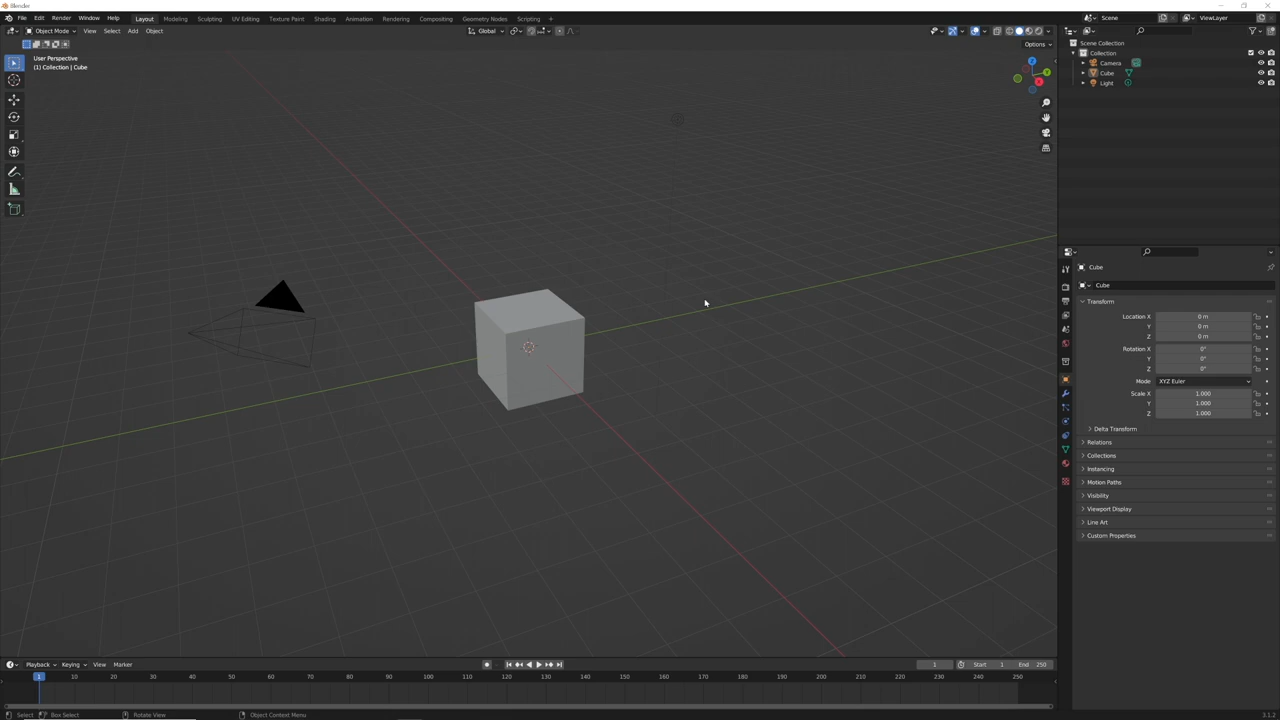 Blender
File Edit Render Window Help Layout Modeling Sculpting UV Editing Texture Paint Shading Animation Rendering Compositing Geometry Nodes Scripting + Scene ViewLayer
Object Mode View Select Add Object Global
Options
User Perspective
(1) Collection | Cube
Z
Y
X
Scene Collection
Collection
Camera
Cube
Light
Cube
Cube
Transform
Location X 0 m
Y 0 m
Z 0 m
Rotation X 0°
Y 0°
Z 0°
Mode XYZ Euler
Scale X 1.000
Y 1.000
Z 1.000
Delta Transform
Relations
Collections
Instancing
Motion Paths
Visibility
Viewport Display
Line Art
Custom Properties
Playback Keying View Marker 1 Start 1 End 250
1 10 20 30 40 50 60 70 80 90 100 110 120 130 140 150 160 170 180 190 200 210 220 230 240 250
Select Box Select Rotate View Object Context Menu 3.1.2